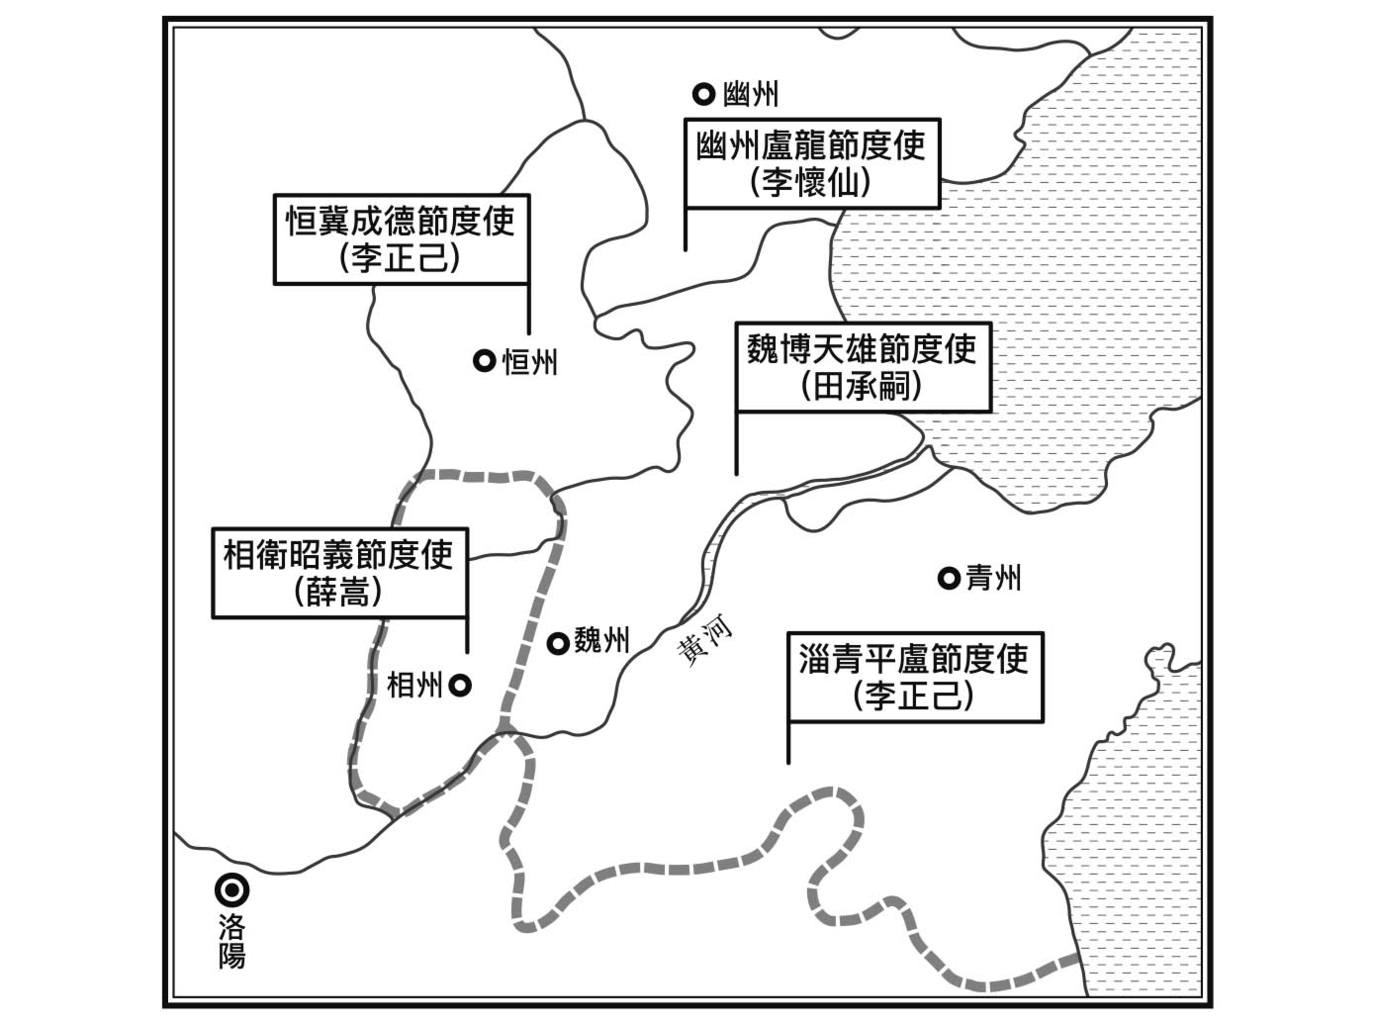 幽州
幽州盧龍節度使
(李懷仙)
恒冀成德節度使
(李正己)
恒州
魏博天雄節度使
(田承嗣)
相衛昭義節度使
(薛嵩)
青州
魏州
黃河
淄青平盧節度使
(李正己)
相州
洛陽